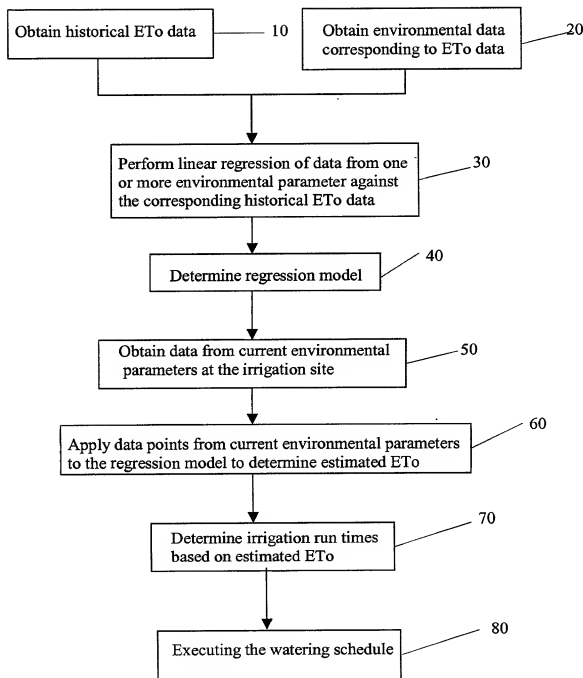 Obtain historical ETo data
10
Obtain environmental data
corresponding to ETo data
20
Perform linear regression of data from one
or more environmental parameter against
the corresponding historical ETo data
30
Determine regression model
40
Obtain data from current environmental
parameters at the irrigation site
50
Apply data points from current environmental parameters
to the regression model to determine estimated ETo
60
Determine irrigation run times
based on estimated ETo
70
Executing the watering schedule
80